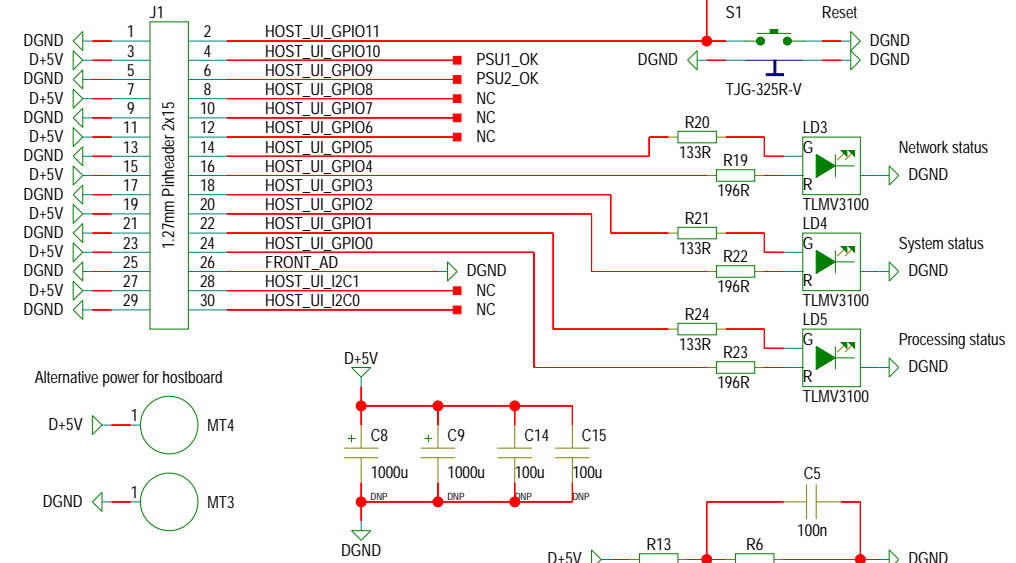 J1
S1 Reset
DGND 1 2 HOST_UI_GPIO11 DGND
D+5V 3 4 HOST_UI_GPIO10 PSU1_OK DGND DGND
DGND 5 6 HOST_UI_GPIO9 PSU2_OK
TJG-325R-V
D+5V 7 8 HOST_UI_GPIO8 NC
DGND 9 10 HOST_UI_GPIO7 NC
D+5V 11 12 HOST_UI_GPIO6 NC
DGND 13 14 HOST_UI_GPIO5
D+5V 15 16 HOST_UI_GPIO4
DGND 17 18 HOST_UI_GPIO3
D+5V 19 20 HOST_UI_GPIO2
DGND 21 22 HOST_UI_GPIO1
D+5V 23 24 HOST_UI_GPIO0
DGND 25 26 FRONT_AD DGND
D+5V 27 28 HOST_UI_I2C1 NC
DGND 29 30 HOST_UI_I2C0 NC
1.27mm Pinheader 2x15
R20
133R
R19
196R
LD3
G
R
TLMV3100
Network status
DGND
R21
133R
R22
196R
LD4
G
R
TLMV3100
System status
DGND
R24
133R
R23
196R
LD5
G
R
TLMV3100
Processing status
DGND
Alternative power for hostboard
D+5V 1 MT4
DGND 1 MT3
D+5V
+ C8 + C9 C14 C15
1000u 1000u 100u 100u
DNP DNP DNP DNP
DGND
C5
100n
D+5V R13 R6 DGND